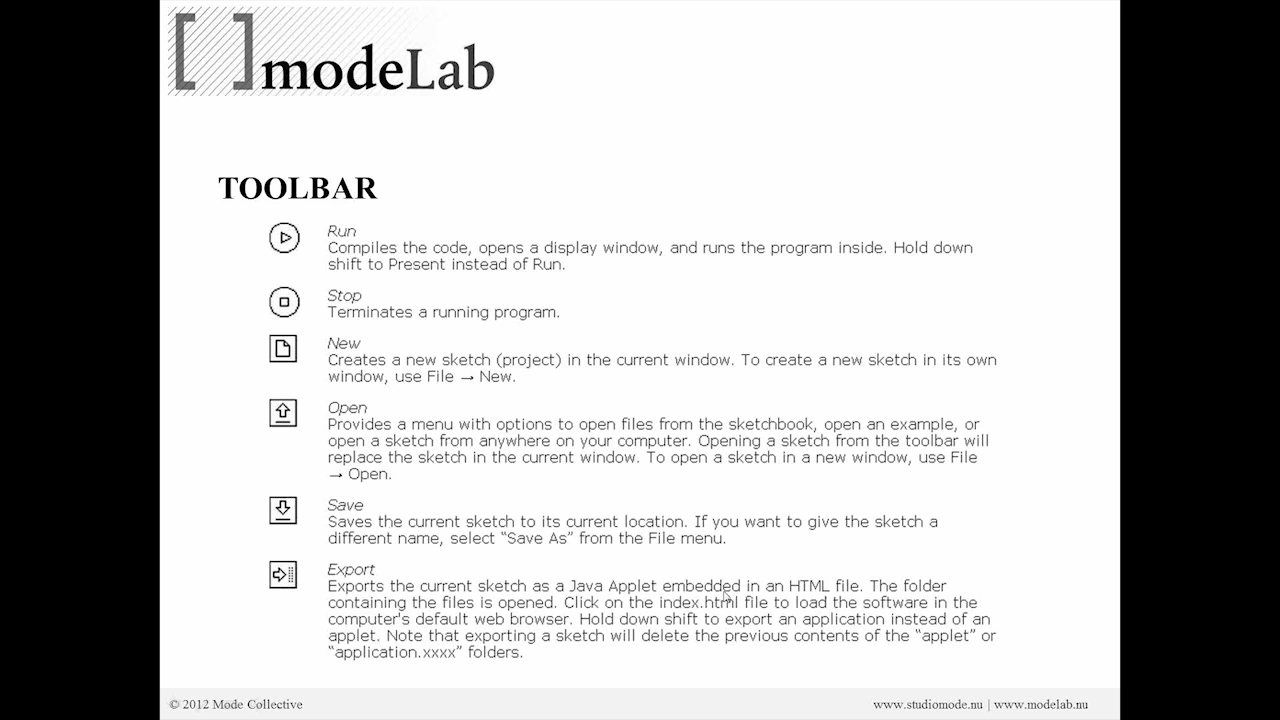 [ ] modeLab
TOOLBAR
Run
Compiles the code, opens a display window, and runs the program inside. Hold down
shift to Present instead of Run.
Stop
Terminates a running program.
New
Creates a new sketch (project) in the current window. To create a new sketch in its own
window, use File → New.
Open
Provides a menu with options to open files from the sketchbook, open an example, or
open a sketch from anywhere on your computer. Opening a sketch from the toolbar will
replace the sketch in the current window. To open a sketch in a new window, use File
→ Open.
Save
Saves the current sketch to its current location. If you want to give the sketch a
different name, select “Save As” from the File menu.
Export
Exports the current sketch as a Java Applet embedded in an HTML file. The folder
containing the files is opened. Click on the index.html file to load the software in the
computer's default web browser. Hold down shift to export an application instead of an
applet. Note that exporting a sketch will delete the previous contents of the “applet” or
“application.xxxx” folders.
© 2012 Mode Collective
www.studiomode.nu | www.modelab.nu